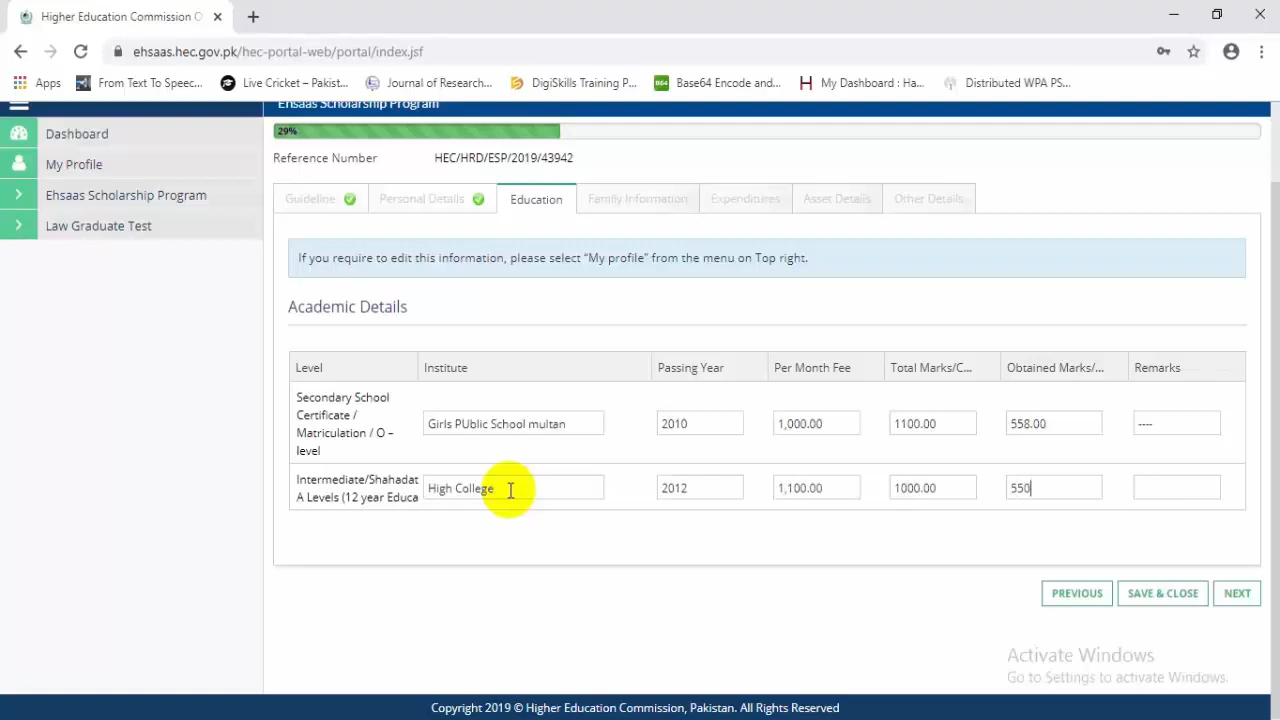 Higher Education Commission O
ehsaas.hec.gov.pk/hec-portal-web/portal/index.jsf
Apps From Text To Speec... Live Cricket – Pakist... Journal of Research... DigiSkills Training P... B64 Base64 Encode and... H My Dashboard : Ha... Distributed WPA PS...
Ehsaas Scholarship Program
Dashboard
My Profile
Ehsaas Scholarship Program
Law Graduate Test
29%
Reference Number HEC/HRD/ESP/2019/43942
Guideline Personal Details Education Family Information Expenditures Asset Details Other Details
If you require to edit this information, please select “My profile” from the menu on Top right.
Academic Details
Level Institute Passing Year Per Month Fee Total Marks/C... Obtained Marks/... Remarks
Secondary School
Certificate /
Matriculation / O –
level
Girls PUblic School multan 2010 1,000.00 1100.00 558.00 ----
Intermediate/Shahadat
A Levels (12 year Educa
High College 2012 1,100.00 1000.00 550
PREVIOUS SAVE & CLOSE NEXT
Activate Windows
Go to Settings to activate Windows.
Copyright 2019 © Higher Education Commission, Pakistan. All Rights Reserved